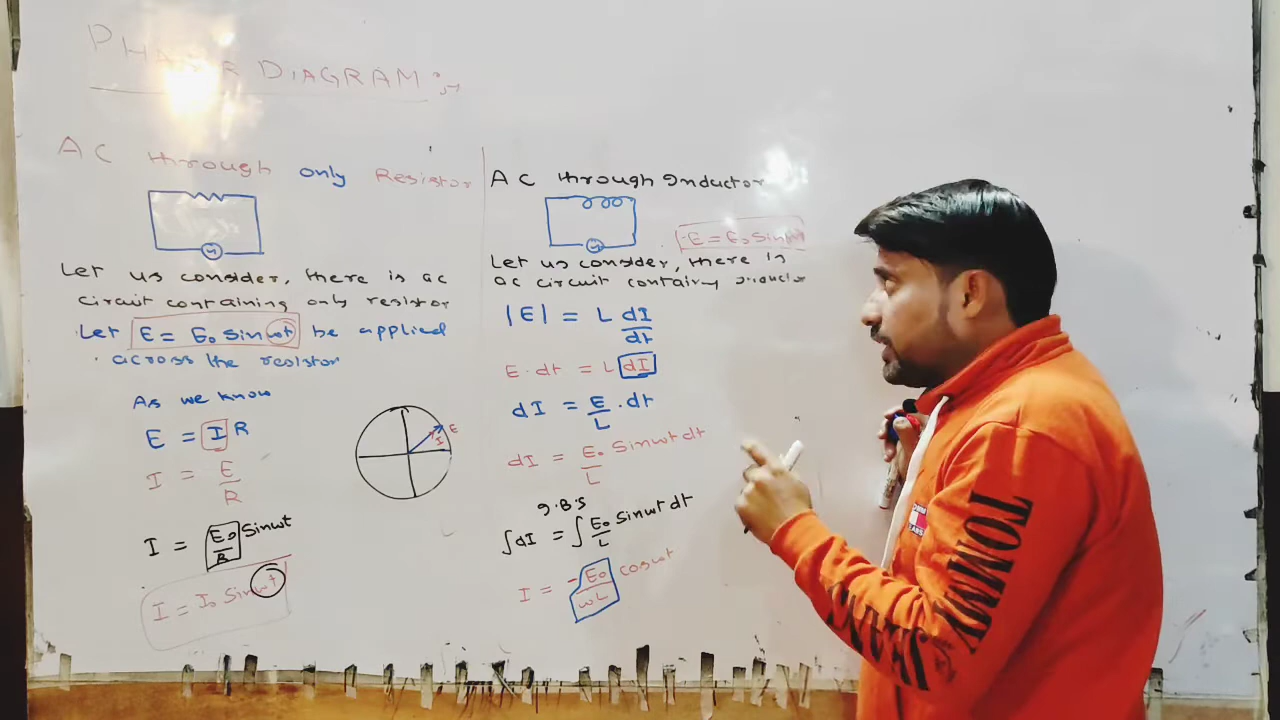 PHASOR DIAGRAM :-
AC through only Resistor
Let us consider, there is ac
circuit containing only resistor
Let E = E₀ sinωt be applied
across the resistor
As we know
E = IR
I = E/R
I = E₀/R sinωt
I = I₀ sinωt
E
I
AC through Inductor
E = E₀ sinωt
Let us consider, there is
ac circuit containing
|E| = L dI/dt
E·dt = L dI
dI = E/L ·dt
dI = E₀/L sinωt dt
I.B.S
∫dI = ∫ E₀/L sinωt dt
I = -E₀/ωL cosωt
TOMMY
JEANS